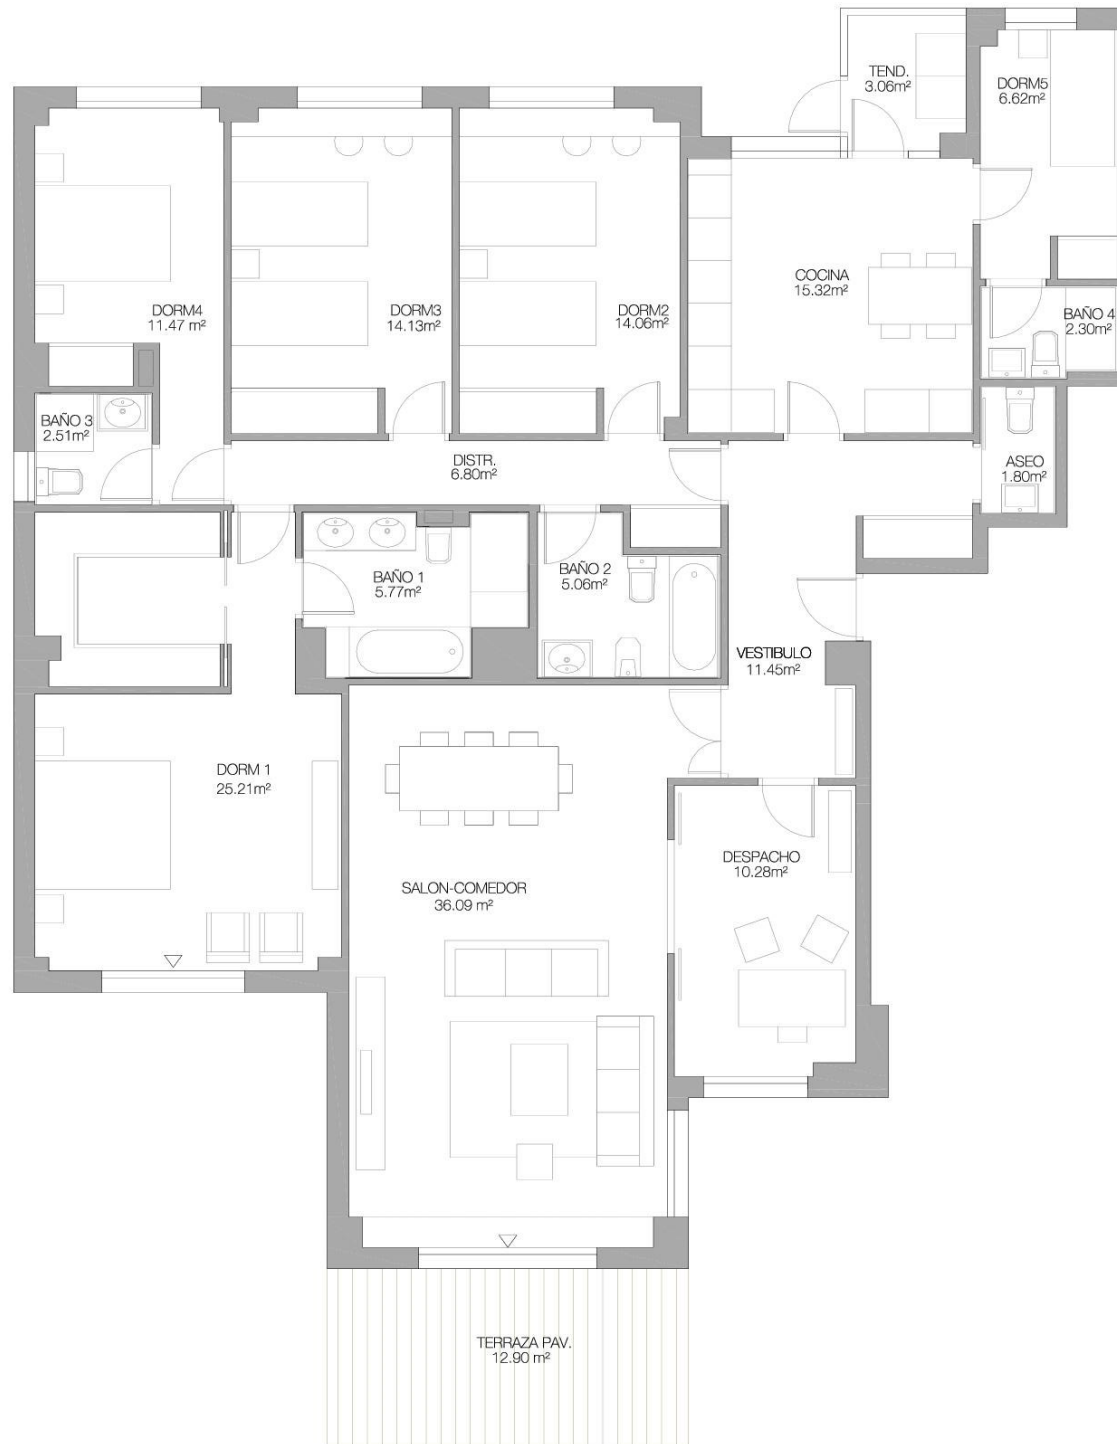 TEND.
3.06m²
DORM5
6.62m²
COCINA
15.32m²
DORM4
11.47 m²
DORM3
14.13m²
DORM2
14.06m²
BAÑO 4
2.30m²
BAÑO 3
2.51m²
DISTR.
6.80m²
ASEO
1.80m²
BAÑO 1
5.77m²
BAÑO 2
5.06m²
VESTIBULO
11.45m²
DORM 1
25.21m²
DESPACHO
10.28m²
SALON-COMEDOR
36.09 m²
TERRAZA PAV.
12.90 m²